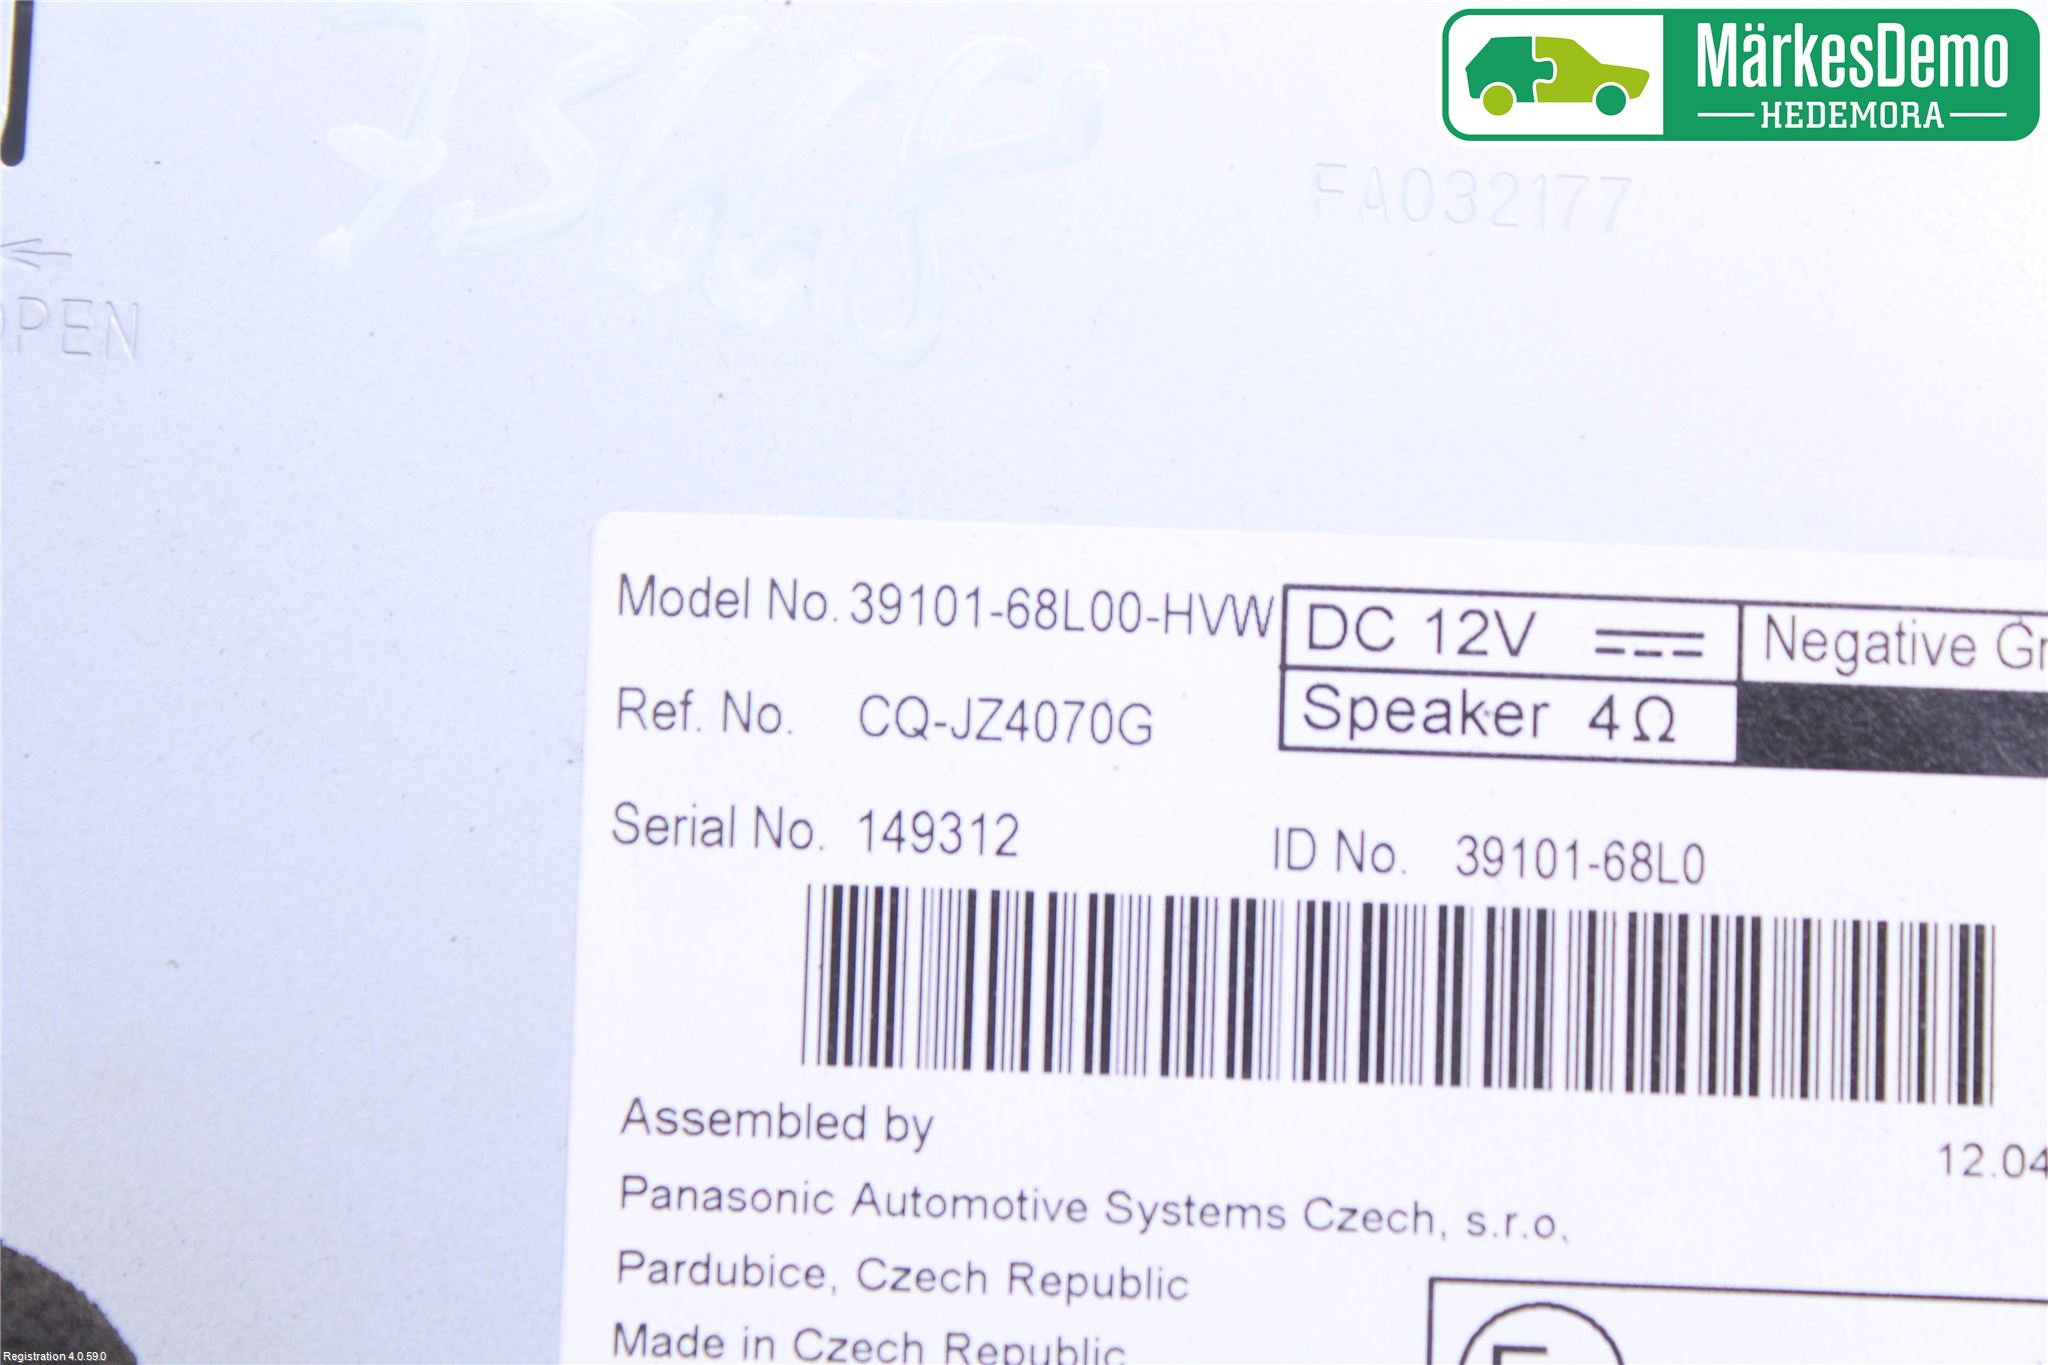 MärkesDemo
HEDEMORA
FA032177
OPEN
Model No. 39101-68L00-HVW
DC 12V
Negative Gr
Ref. No. CQ-JZ4070G
Speaker 4Ω
Serial No. 149312
ID No. 39101-68L0
12.04
Assembled by
Panasonic Automotive Systems Czech, s.r.o.
Pardubice, Czech Republic
Made in Czech Republic
E
Registration 4.0.59.0